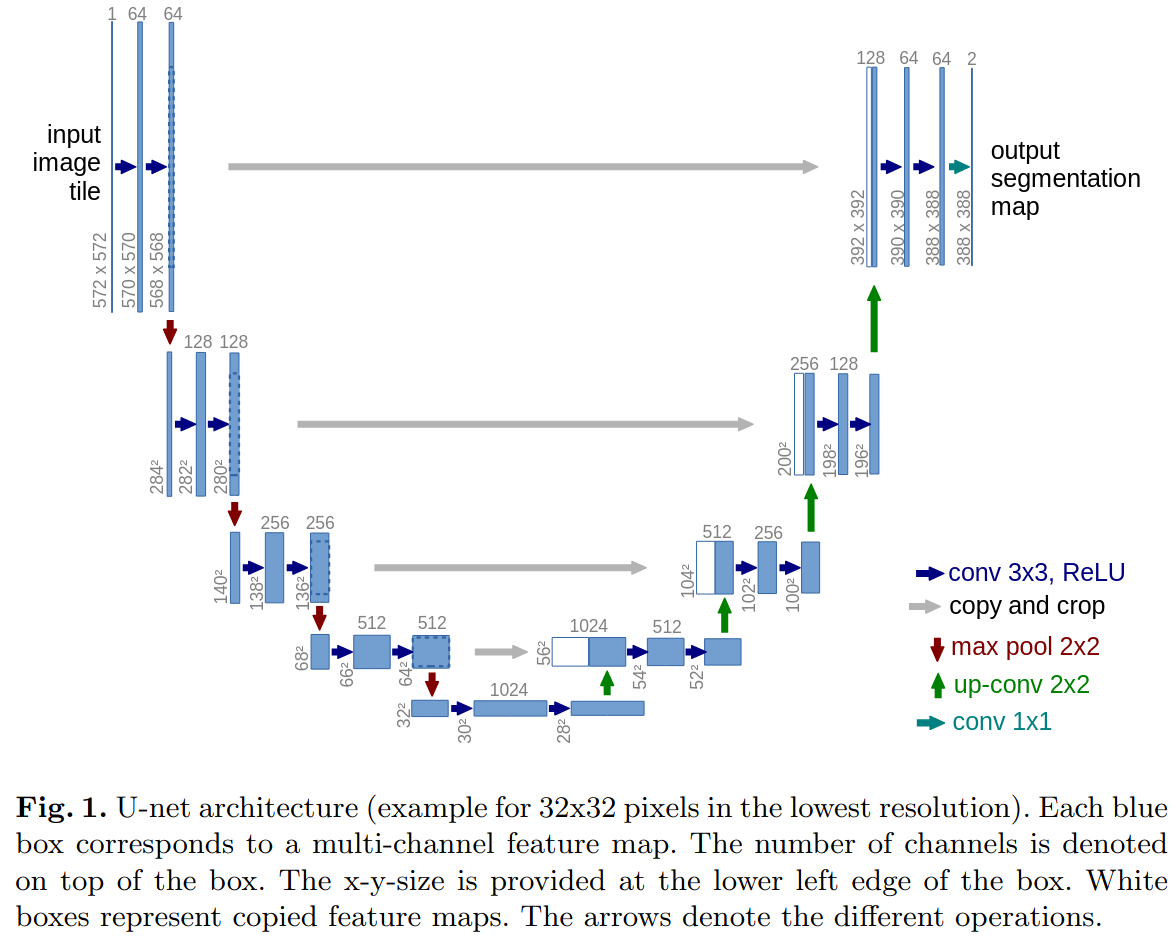 1 64 64
input
image
tile
572 x 572
570 x 570
568 x 568
128 64 64 2
output
segmentation
map
392 x 392
390 x 390
388 x 388
388 x 388
128 128
284²
282²
280²
256 128
200²
198²
196²
256 256
140²
138²
136²
512 256
104²
102²
100²
512 512
68²
66²
64²
1024 512
56²
54²
52²
1024
32²
30²
28²
conv 3x3, ReLU
copy and crop
max pool 2x2
up-conv 2x2
conv 1x1
Fig. 1. U-net architecture (example for 32x32 pixels in the lowest resolution). Each blue
box corresponds to a multi-channel feature map. The number of channels is denoted
on top of the box. The x-y-size is provided at the lower left edge of the box. White
boxes represent copied feature maps. The arrows denote the different operations.